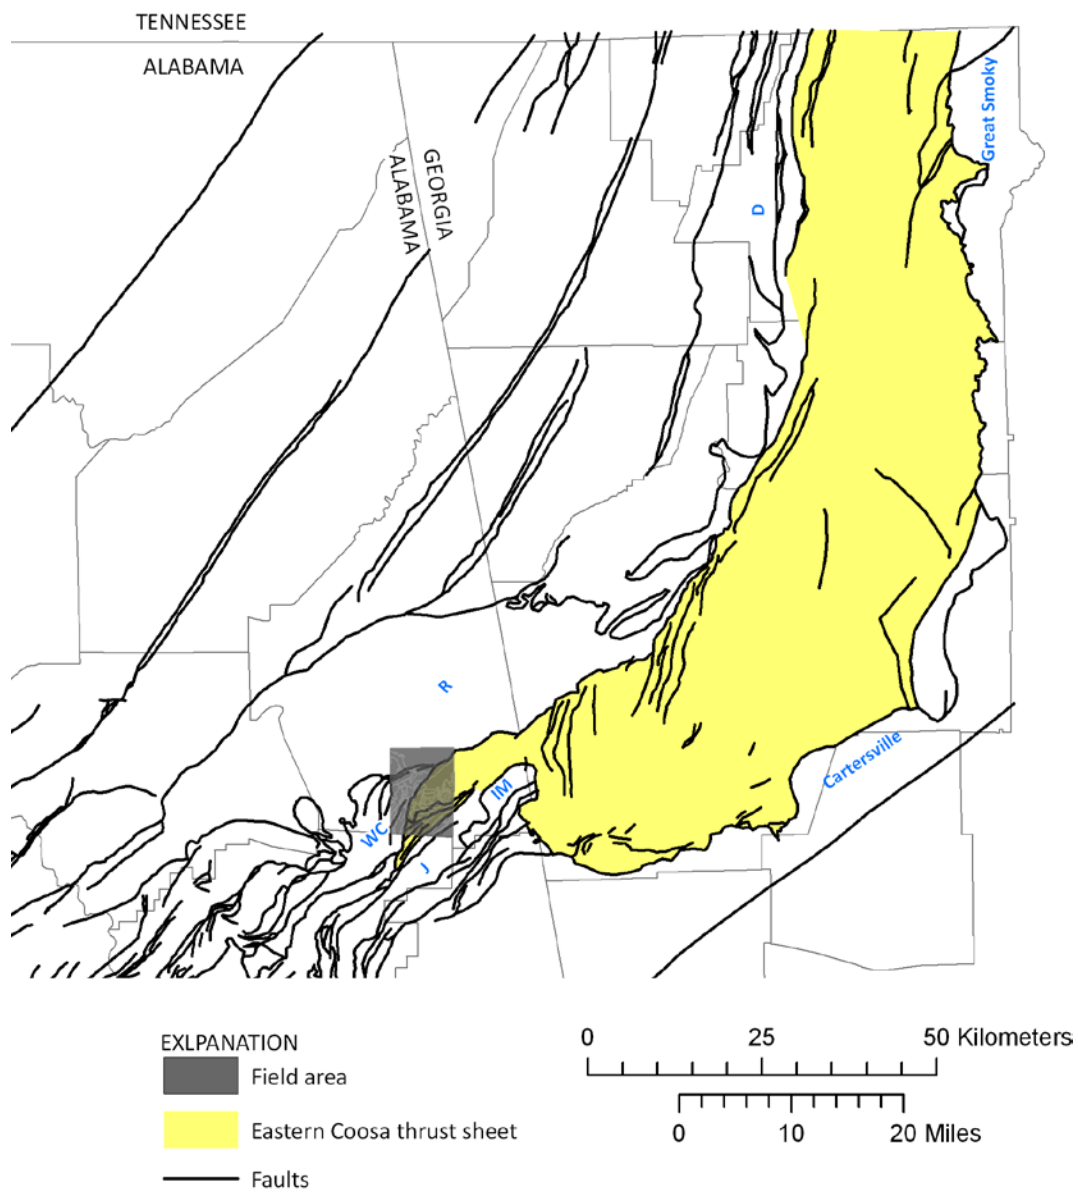 TENNESSEE
ALABAMA
GEORGIA
ALABAMA
Great Smoky
D
R
IM
WC
J
Cartersville
EXLPANATION
Field area
Eastern Coosa thrust sheet
Faults
0 25 50 Kilometers
0 10 20 Miles